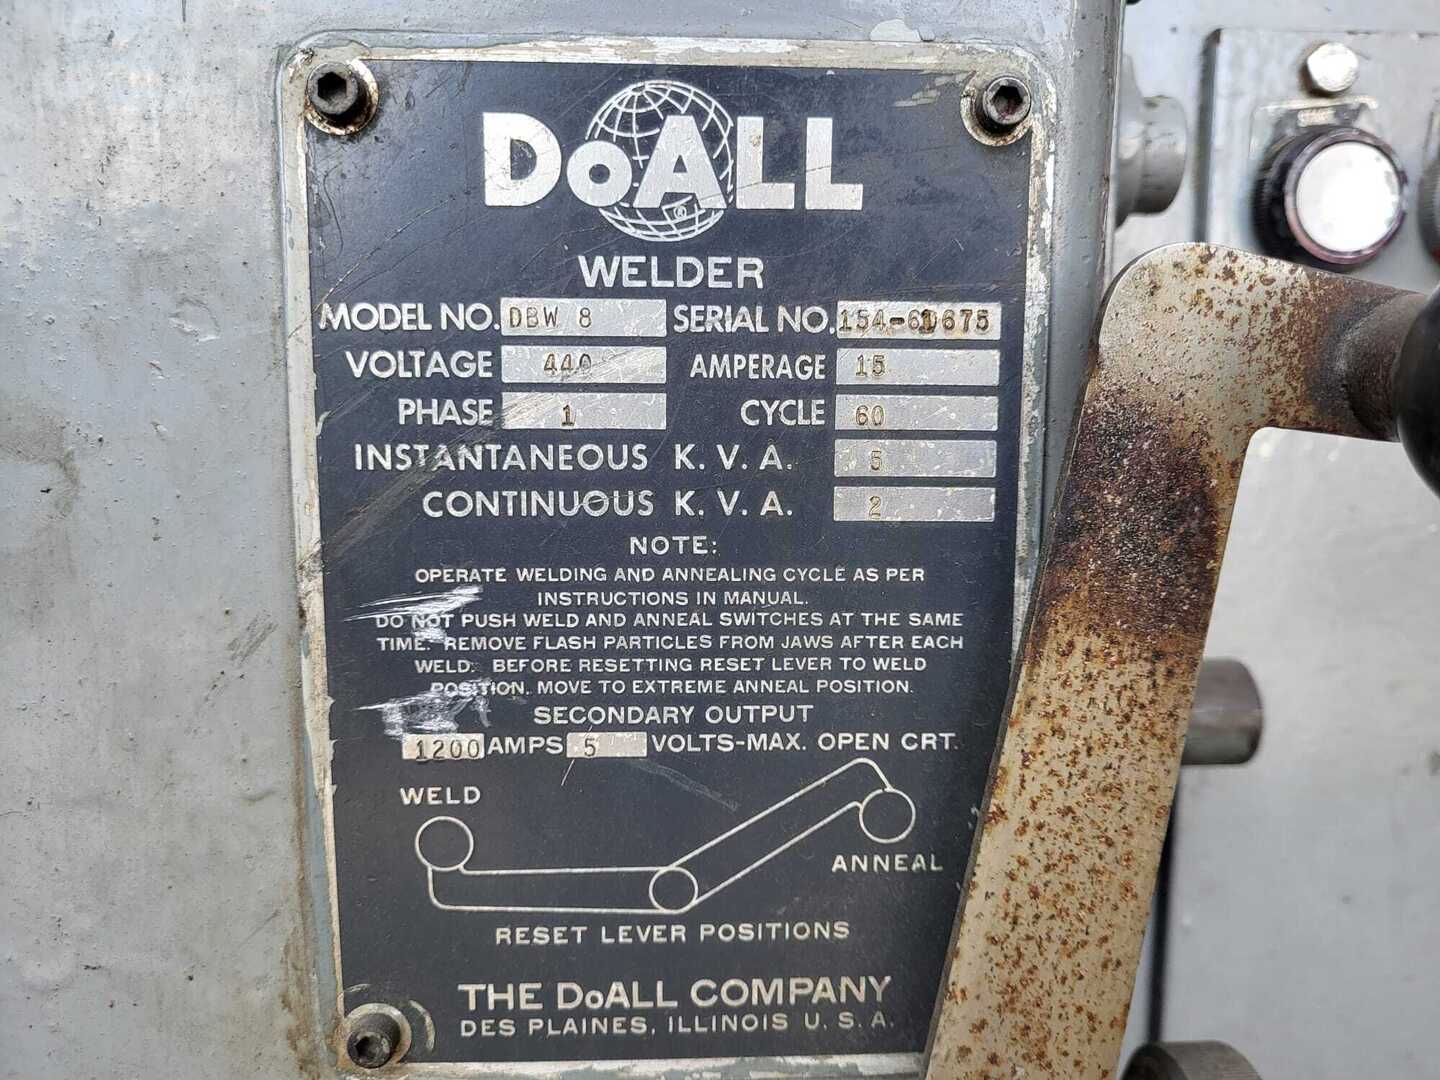 DoALL
WELDER
MODEL NO. DBW 8 SERIAL NO. 154-61675
VOLTAGE 440 AMPERAGE 15
PHASE 1 CYCLE 60
INSTANTANEOUS K. V. A. 5
CONTINUOUS K. V. A. 2
NOTE:
OPERATE WELDING AND ANNEALING CYCLE AS PER
INSTRUCTIONS IN MANUAL.
DO NOT PUSH WELD AND ANNEAL SWITCHES AT THE SAME
TIME. REMOVE FLASH PARTICLES FROM JAWS AFTER EACH
WELD. BEFORE RESETTING RESET LEVER TO WELD
POSITION, MOVE TO EXTREME ANNEAL POSITION.
SECONDARY OUTPUT
1200 AMPS 5 VOLTS-MAX. OPEN CRT.
WELD
ANNEAL
RESET LEVER POSITIONS
THE DoALL COMPANY
DES PLAINES, ILLINOIS U. S. A.